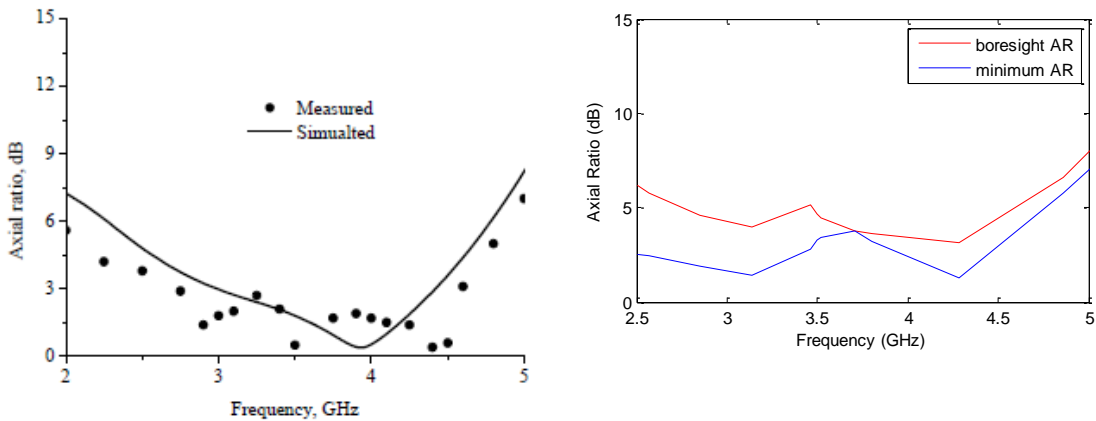 15
12
9
6
3
0
Axial ratio, dB
Measured
Simualted
2
3
4
5
Frequency, GHz
15
10
5
0
Axial Ratio (dB)
boresight AR
minimum AR
2.5
3
3.5
4
4.5
5
Frequency (GHz)